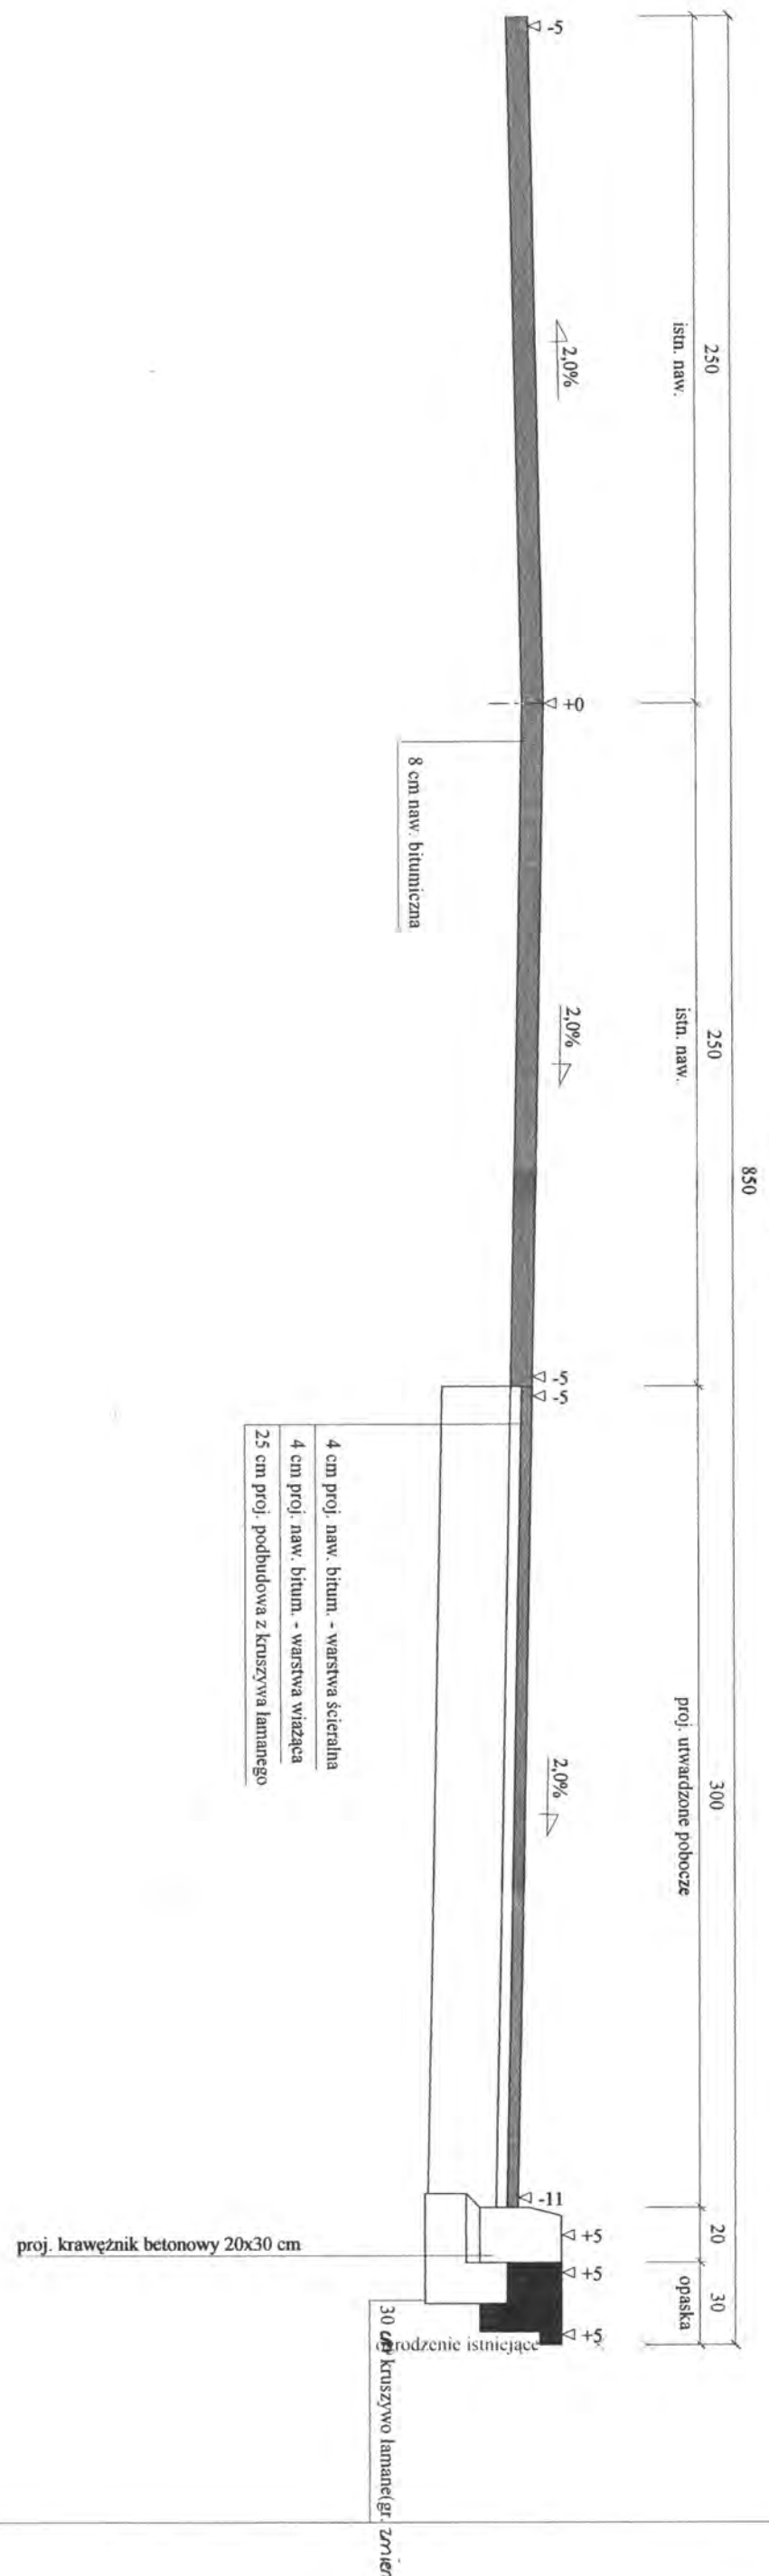 850
250
250
300
20
30
istn. naw.
istn. naw.
proj. utwardzone pobocze
opaska
-5
+0
-5
-5
-11
+5
+5
+5
2,0%
2,0%
2,0%
8 cm naw. bitumiczna
4 cm proj. naw. bitum. - warstwa ścieralna
4 cm proj. naw. bitum. - warstwa wiażąca
25 cm proj. podbudowa z kruszywa łamanego
proj. krawężnik betonowy 20x30 cm
ogrodzenie istniejące
30 cm kruszywo łamane(gr. zmien